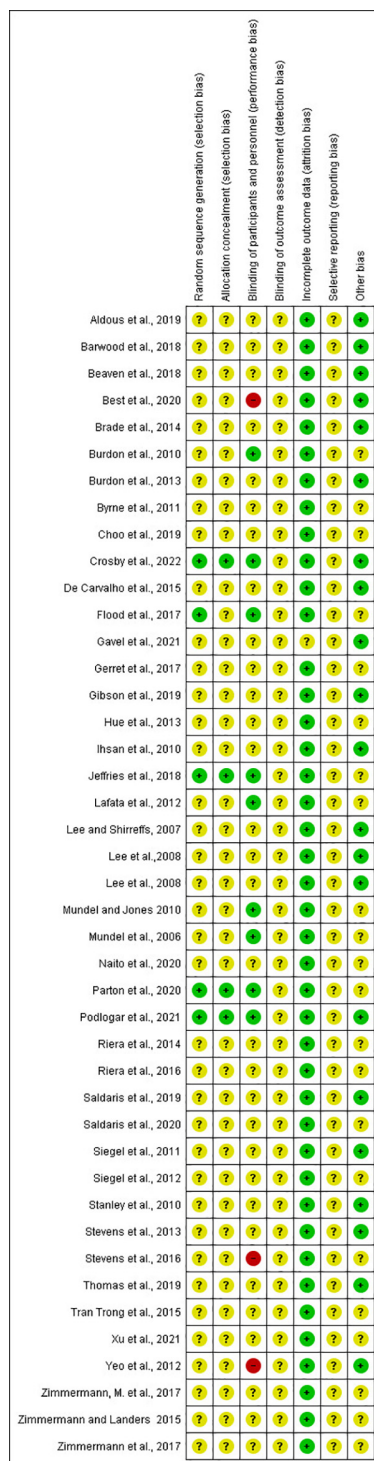 Random sequence generation (selection bias)
Allocation concealment (selection bias)
Blinding of participants and personnel (performance bias)
Blinding of outcome assessment (detection bias)
Incomplete outcome data (attrition bias)
Selective reporting (reporting bias)
Other bias
Aldous et al., 2019 ? ? ? ? + ? +
Barwood et al., 2018 ? ? ? ? + ? +
Beaven et al., 2018 ? ? ? ? + ? +
Best et al., 2020 ? ? - ? + ? +
Brade et al., 2014 ? ? ? ? + ? +
Burdon et al., 2010 ? ? + ? + ? ?
Burdon et al., 2013 ? ? ? ? + ? +
Byrne et al., 2011 ? ? ? ? + ? ?
Choo et al., 2019 ? ? ? ? + ? ?
Crosby et al., 2022 + + + ? + ? +
De Carvalho et al., 2015 ? ? ? ? + ? +
Flood et al., 2017 + ? + ? + ? ?
Gavel et al., 2021 ? ? ? ? ? ? +
Gerret et al., 2017 ? ? ? ? + ? ?
Gibson et al., 2019 ? ? ? ? + ? +
Hue et al., 2013 ? ? ? ? + ? ?
Ihsan et al., 2010 ? ? ? ? + ? +
Jeffries et al., 2018 + + + ? + ? ?
Lafata et al., 2012 ? ? + ? + ? ?
Lee and Shirreffs, 2007 ? ? ? ? + ? +
Lee et al.,2008 ? ? ? ? + ? +
Lee et al., 2008 ? ? ? ? + ? +
Mundel and Jones 2010 ? ? + ? + ? ?
Mundel et al., 2006 ? ? + ? + ? ?
Naito et al., 2020 ? ? ? ? + ? ?
Parton et al., 2020 + + + ? + ? ?
Podlogar et al., 2021 + + + ? + ? +
Riera et al., 2014 ? ? ? ? + ? ?
Riera et al., 2016 ? ? ? ? + ? ?
Saldaris et al., 2019 ? ? ? ? + ? +
Saldaris et al., 2020 ? ? ? ? + ? ?
Siegel et al., 2011 ? ? ? ? + ? +
Siegel et al., 2012 ? ? ? ? + ? ?
Stanley et al., 2010 ? ? ? ? + ? +
Stevens et al., 2013 ? ? ? ? + ? +
Stevens et al., 2016 ? ? - ? + ? ?
Thomas et al., 2019 ? ? ? ? + ? +
Tran Trong et al., 2015 ? ? ? ? + ? ?
Xu et al., 2021 ? ? ? ? + ? ?
Yeo et al., 2012 ? ? - ? + ? +
Zimmermann, M. et al., 2017 ? ? ? ? + ? ?
Zimmermann and Landers 2015 ? ? ? ? + ? ?
Zimmermann et al., 2017 ? ? ? ? + ? ?